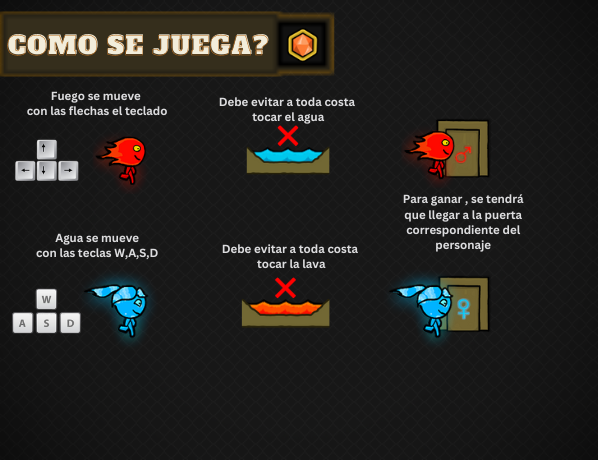 COMO SE JUEGA?
Fuego se mueve
con las flechas el teclado
Debe evitar a toda costa
tocar el agua
Para ganar , se tendrá
que llegar a la puerta
correspondiente del
personaje
Agua se mueve
con las teclas W,A,S,D
W
A S D
Debe evitar a toda costa
tocar la lava